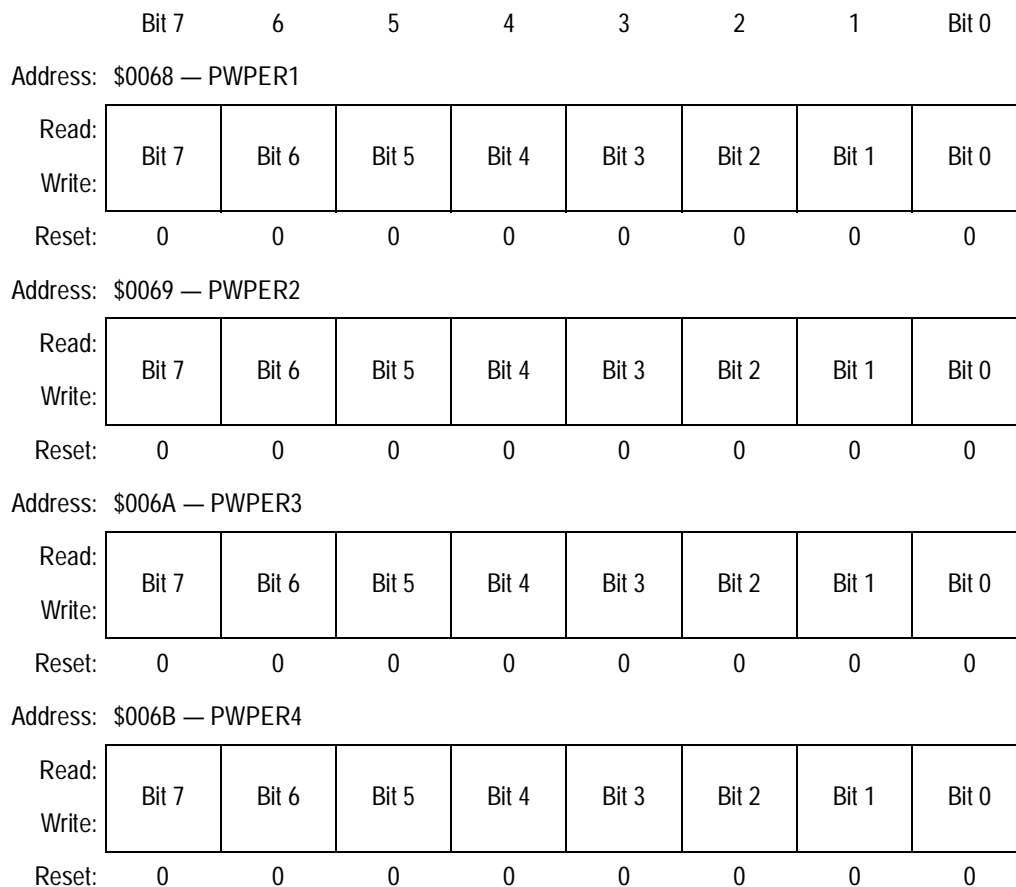 Bit 7 6 5 4 3 2 1 Bit 0
Address: $0068 — PWPER1
Read:
Bit 7 Bit 6 Bit 5 Bit 4 Bit 3 Bit 2 Bit 1 Bit 0
Write:
Reset: 0 0 0 0 0 0 0 0
Address: $0069 — PWPER2
Read:
Bit 7 Bit 6 Bit 5 Bit 4 Bit 3 Bit 2 Bit 1 Bit 0
Write:
Reset: 0 0 0 0 0 0 0 0
Address: $006A — PWPER3
Read:
Bit 7 Bit 6 Bit 5 Bit 4 Bit 3 Bit 2 Bit 1 Bit 0
Write:
Reset: 0 0 0 0 0 0 0 0
Address: $006B — PWPER4
Read:
Bit 7 Bit 6 Bit 5 Bit 4 Bit 3 Bit 2 Bit 1 Bit 0
Write:
Reset: 0 0 0 0 0 0 0 0